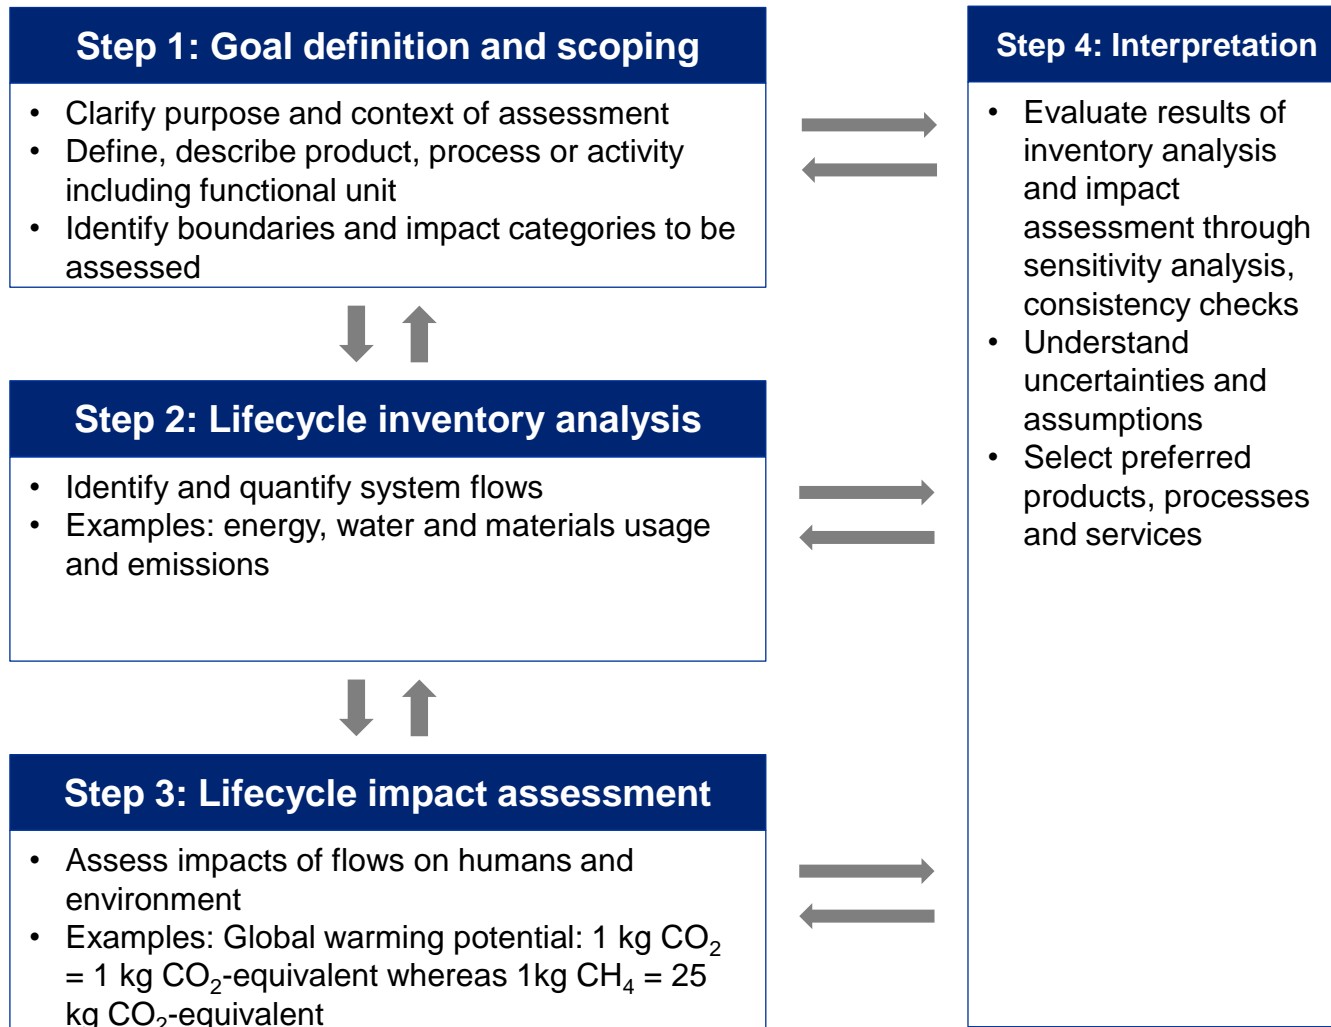 Step 1: Goal definition and scoping
• Clarify purpose and context of assessment
• Define, describe product, process or activity
including functional unit
• Identify boundaries and impact categories to be
assessed
Step 2: Lifecycle inventory analysis
• Identify and quantify system flows
• Examples: energy, water and materials usage
and emissions
Step 3: Lifecycle impact assessment
• Assess impacts of flows on humans and
environment
• Examples: Global warming potential: 1 kg CO₂
= 1 kg CO₂-equivalent whereas 1kg CH₄ = 25
kg CO₂-equivalent
Step 4: Interpretation
• Evaluate results of
inventory analysis
and impact
assessment through
sensitivity analysis,
consistency checks
• Understand
uncertainties and
assumptions
• Select preferred
products, processes
and services